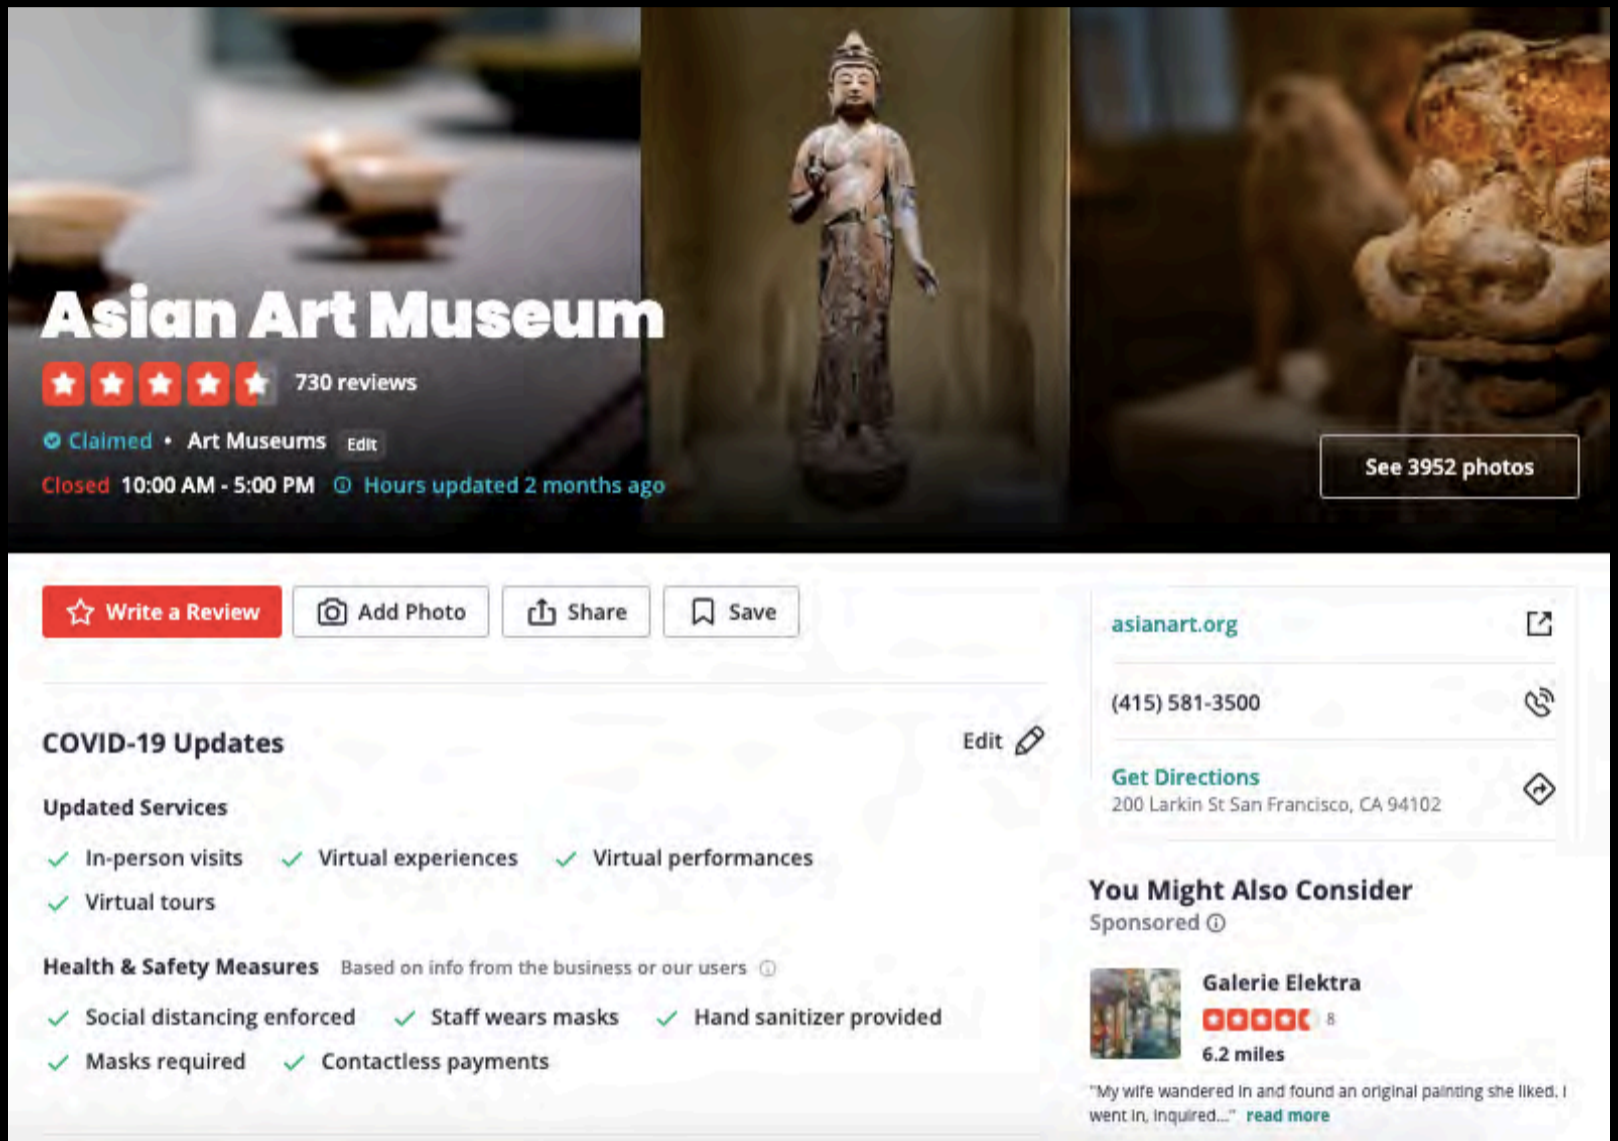 Asian Art Museum
730 reviews
Claimed • Art Museums Edit
Closed 10:00 AM - 5:00 PM Hours updated 2 months ago
See 3952 photos
Write a Review Add Photo Share Save
COVID-19 Updates Edit
Updated Services
In-person visits Virtual experiences Virtual performances
Virtual tours
Health & Safety Measures Based on info from the business or our users
Social distancing enforced Staff wears masks Hand sanitizer provided
Masks required Contactless payments
asianart.org
(415) 581-3500
Get Directions
200 Larkin St San Francisco, CA 94102
You Might Also Consider
Sponsored
Galerie Elektra
8
6.2 miles
"My wife wandered in and found an original painting she liked. I
went in, inquired..." read more